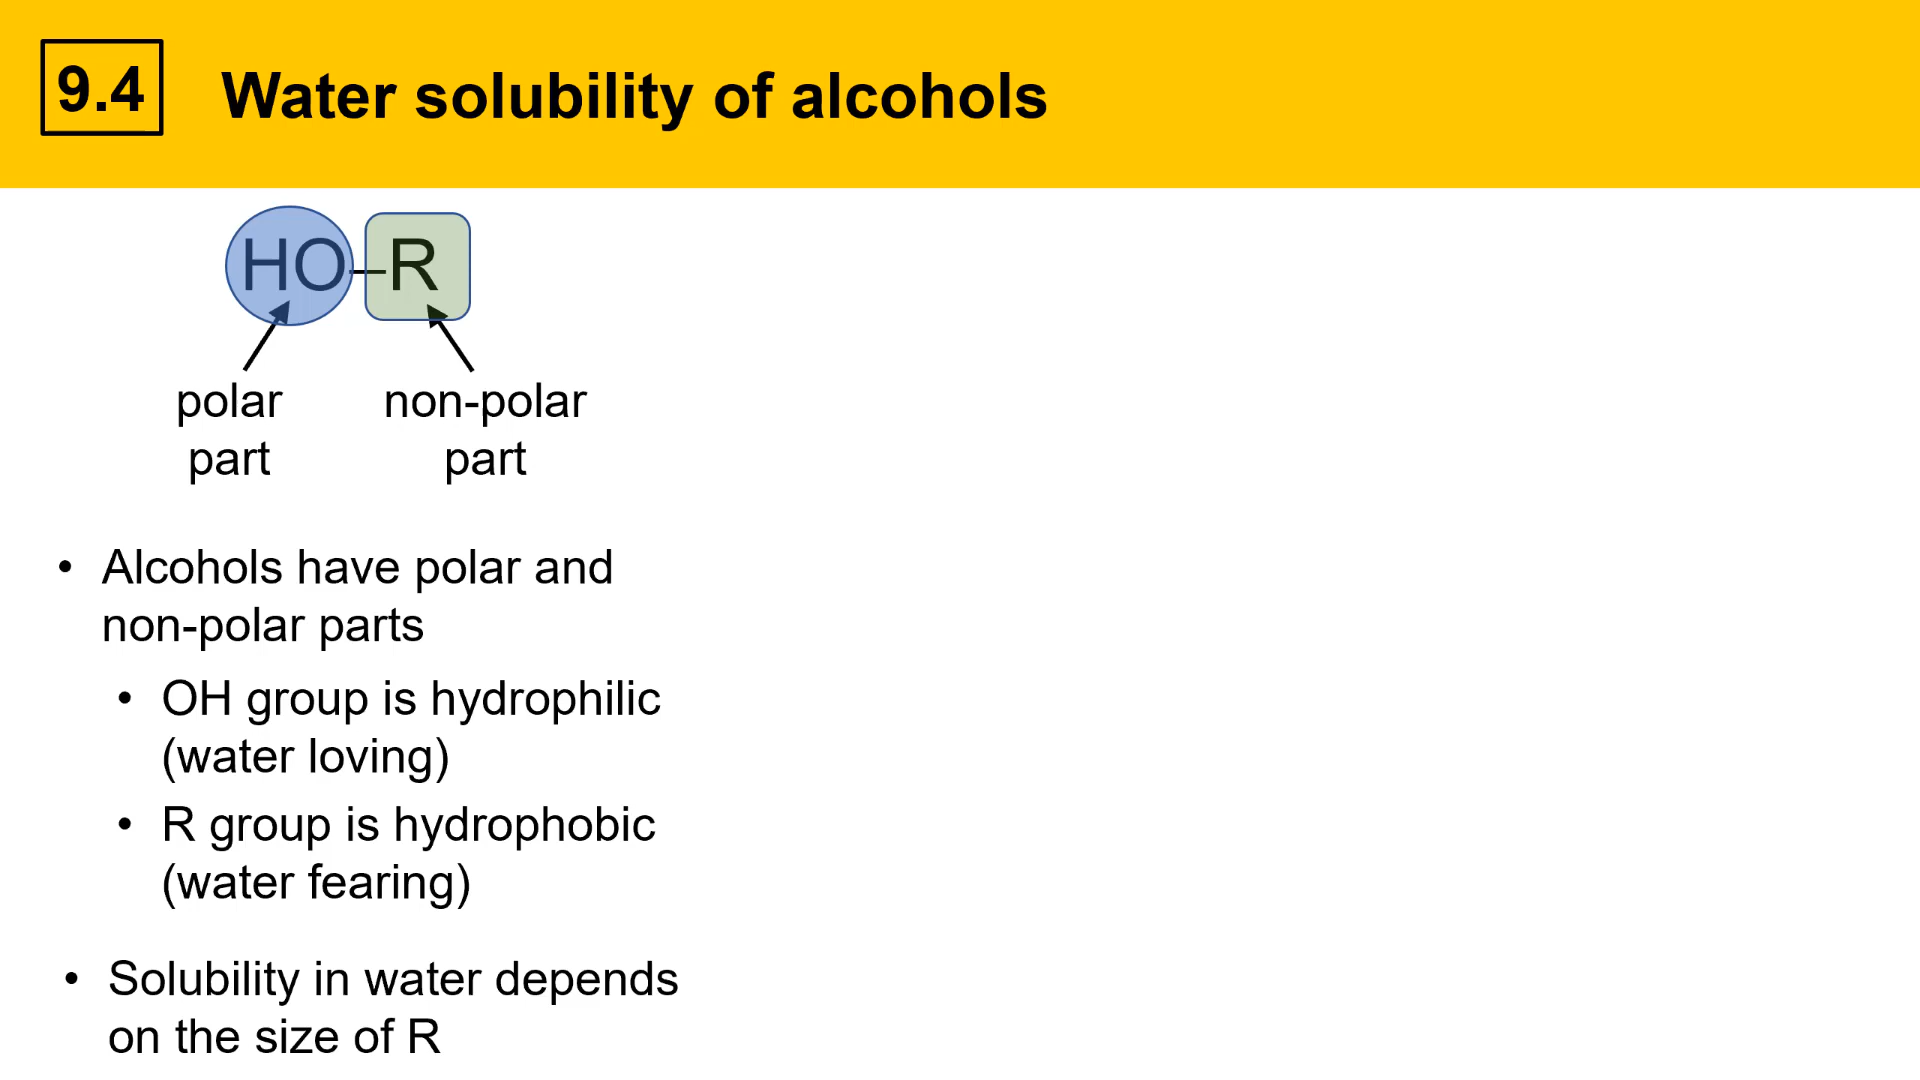 9.4
Water solubility of alcohols
HO–R
polar
part
non-polar
part
• Alcohols have polar and
non-polar parts
• OH group is hydrophilic
(water loving)
• R group is hydrophobic
(water fearing)
• Solubility in water depends
on the size of R